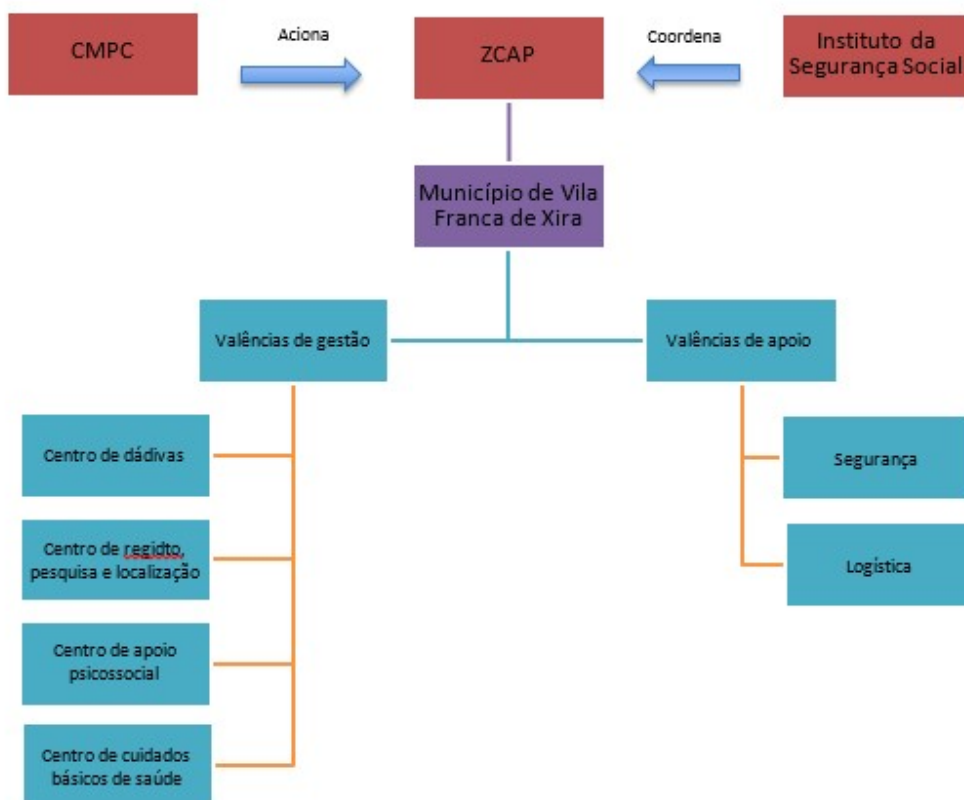 CMPC
Aciona
ZCAP
Coordena
Instituto da
Segurança Social
Município de Vila
Franca de Xira
Valências de gestão
Valências de apoio
Centro de dádivas
Centro de regidto,
pesquisa e localização
Centro de apoio
psicossocial
Centro de cuidados
básicos de saúde
Segurança
Logística